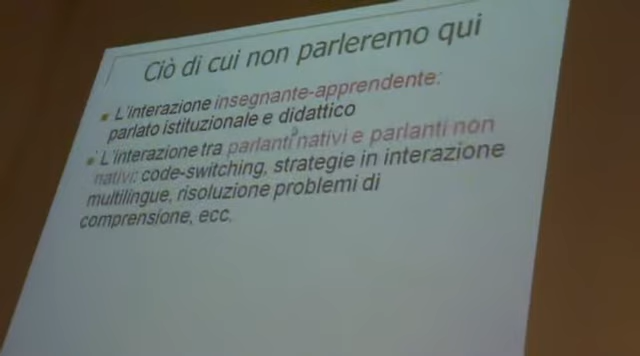 Ciò di cui non parleremo qui
L'interazione insegnante-apprendente:
parlato istituzionale e didattico
L'interazione tra parlanti nativi e parlanti non
nativi: code-switching, strategie in interazione
multilingue, risoluzione problemi di
comprensione, ecc.